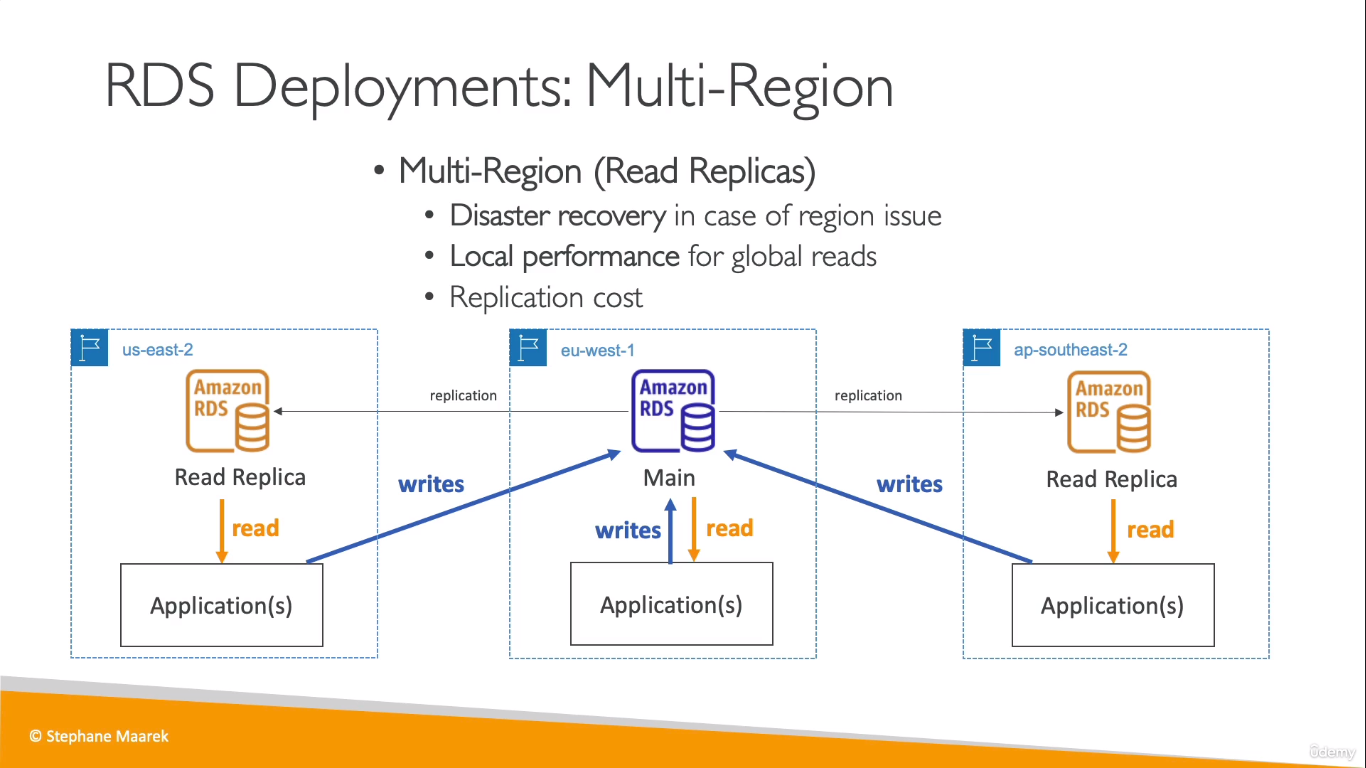 RDS Deployments: Multi-Region
• Multi-Region (Read Replicas)
• Disaster recovery in case of region issue
• Local performance for global reads
• Replication cost
us-east-2
Amazon
RDS
Read Replica
read
Application(s)
replication
writes
eu-west-1
Amazon
RDS
Main
writes
read
Application(s)
replication
writes
ap-southeast-2
Amazon
RDS
Read Replica
read
Application(s)
© Stephane Maarek
ûdemy